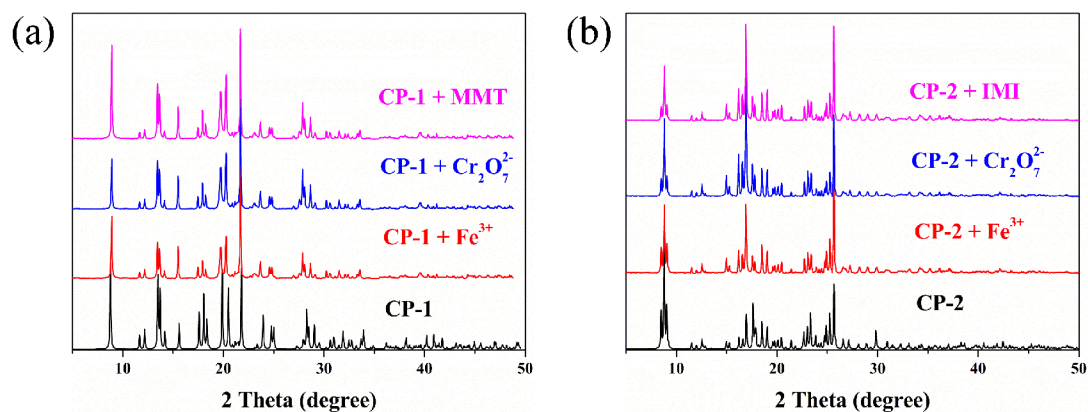 (a)
CP-1 + MMT
CP-1 + Cr₂O₇²⁻
CP-1 + Fe³⁺
CP-1
10 20 30 40 50
2 Theta (degree)
(b)
CP-2 + IMI
CP-2 + Cr₂O₇²⁻
CP-2 + Fe³⁺
CP-2
10 20 30 40 50
2 Theta (degree)